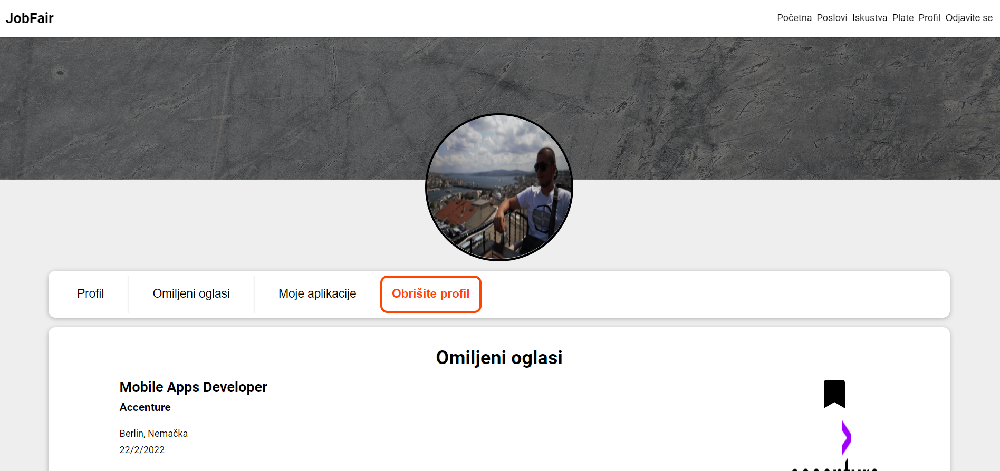 JobFair
Početna Poslovi Iskustva Plate Profil Odjavite se
Profil
Omiljeni oglasi
Moje aplikacije
Obrišite profil
Omiljeni oglasi
Mobile Apps Developer
Accenture
Berlin, Nemačka
22/2/2022